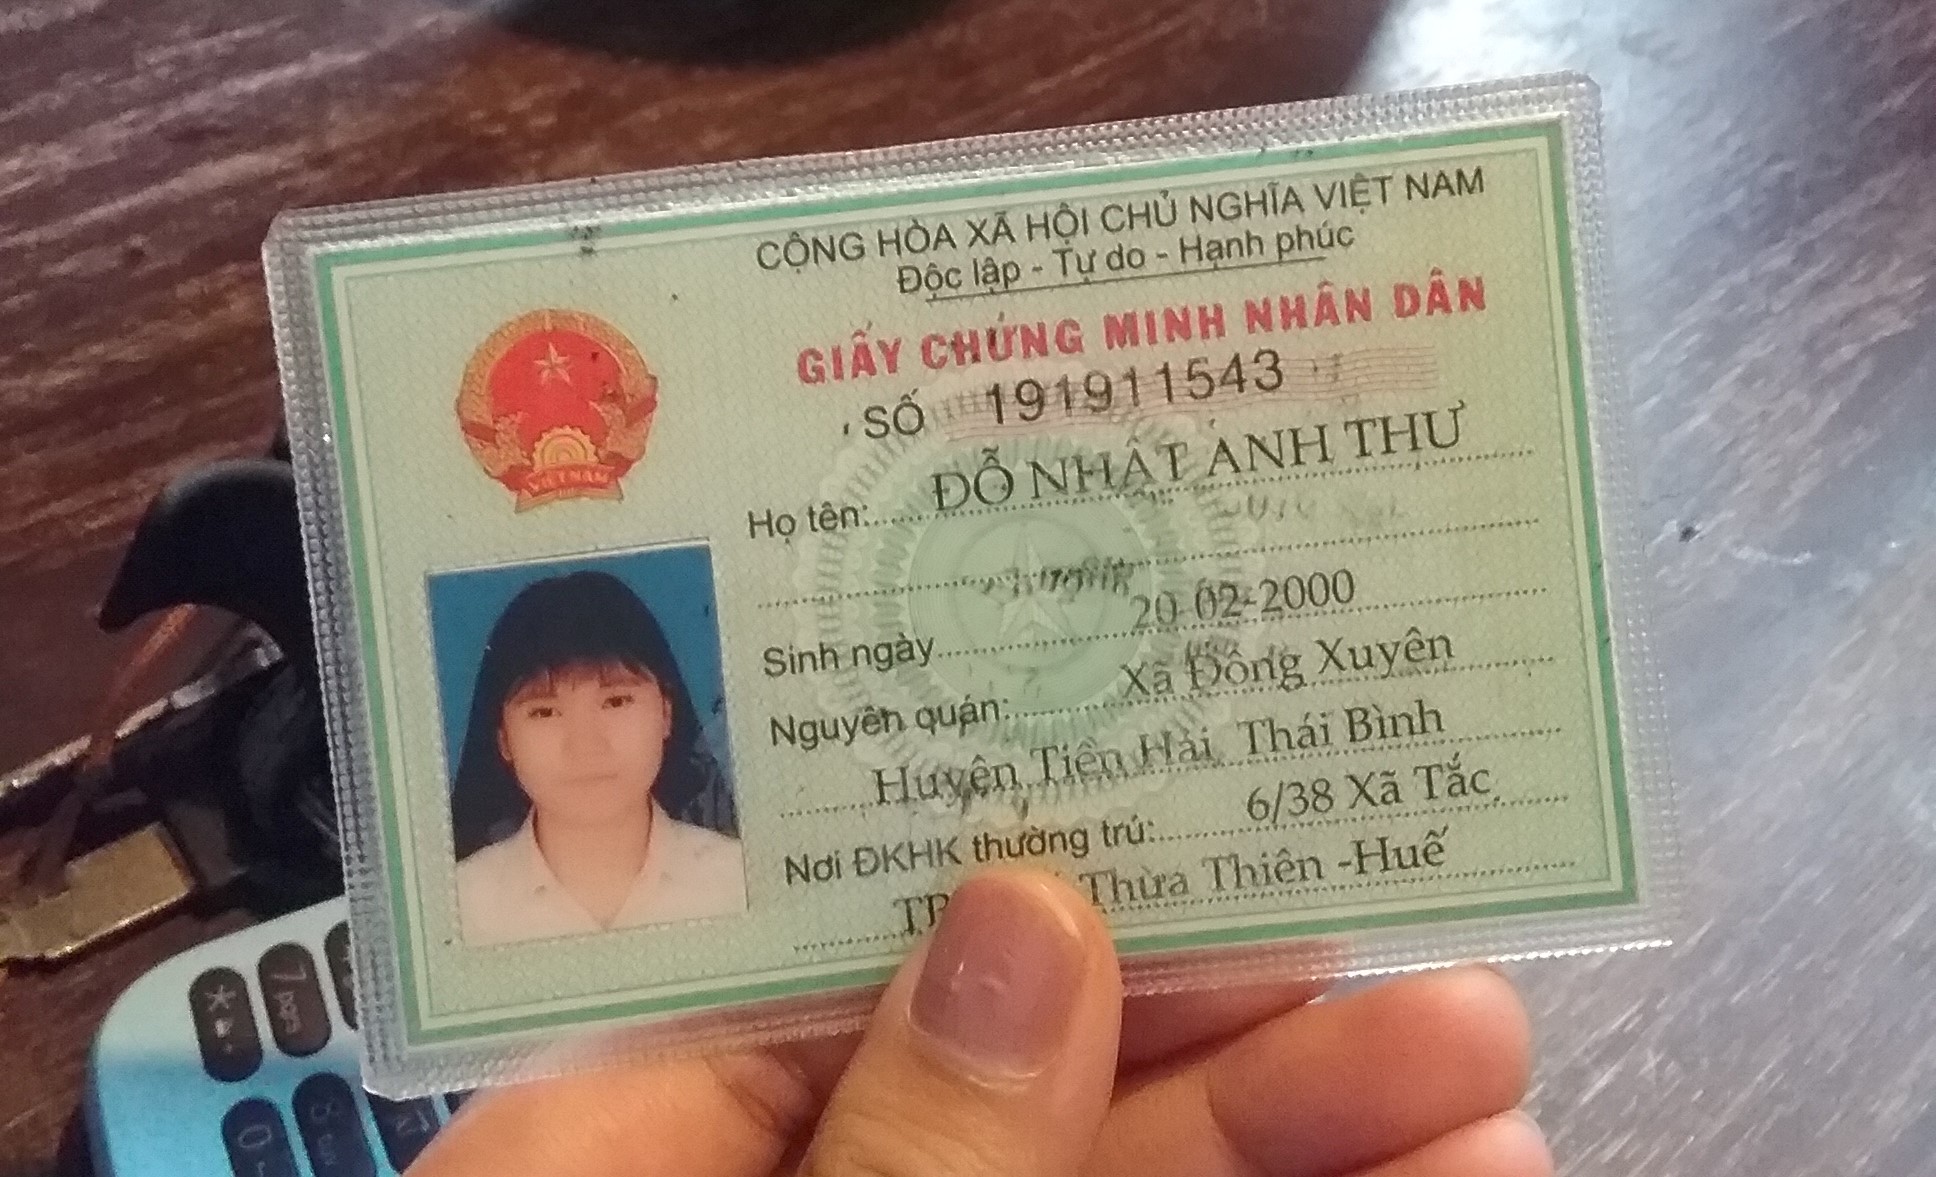 CỘNG HÒA XÃ HỘI CHỦ NGHĨA VIỆT NAM
Độc lập - Tự do - Hạnh phúc
GIẤY CHỨNG MINH NHÂN DÂN
SỐ 191911543
Họ tên: ĐỖ NHẬT ANH THƯ
Sinh ngày 20-02-2000
Nguyên quán: Xã Đông Xuyên
Huyện Tiền Hải, Thái Bình
Nơi ĐKHK thường trú: 6/38 Xã Tắc,
Thừa Thiên -Huế
VIỆT NAM
* 7 pqrs
0 8